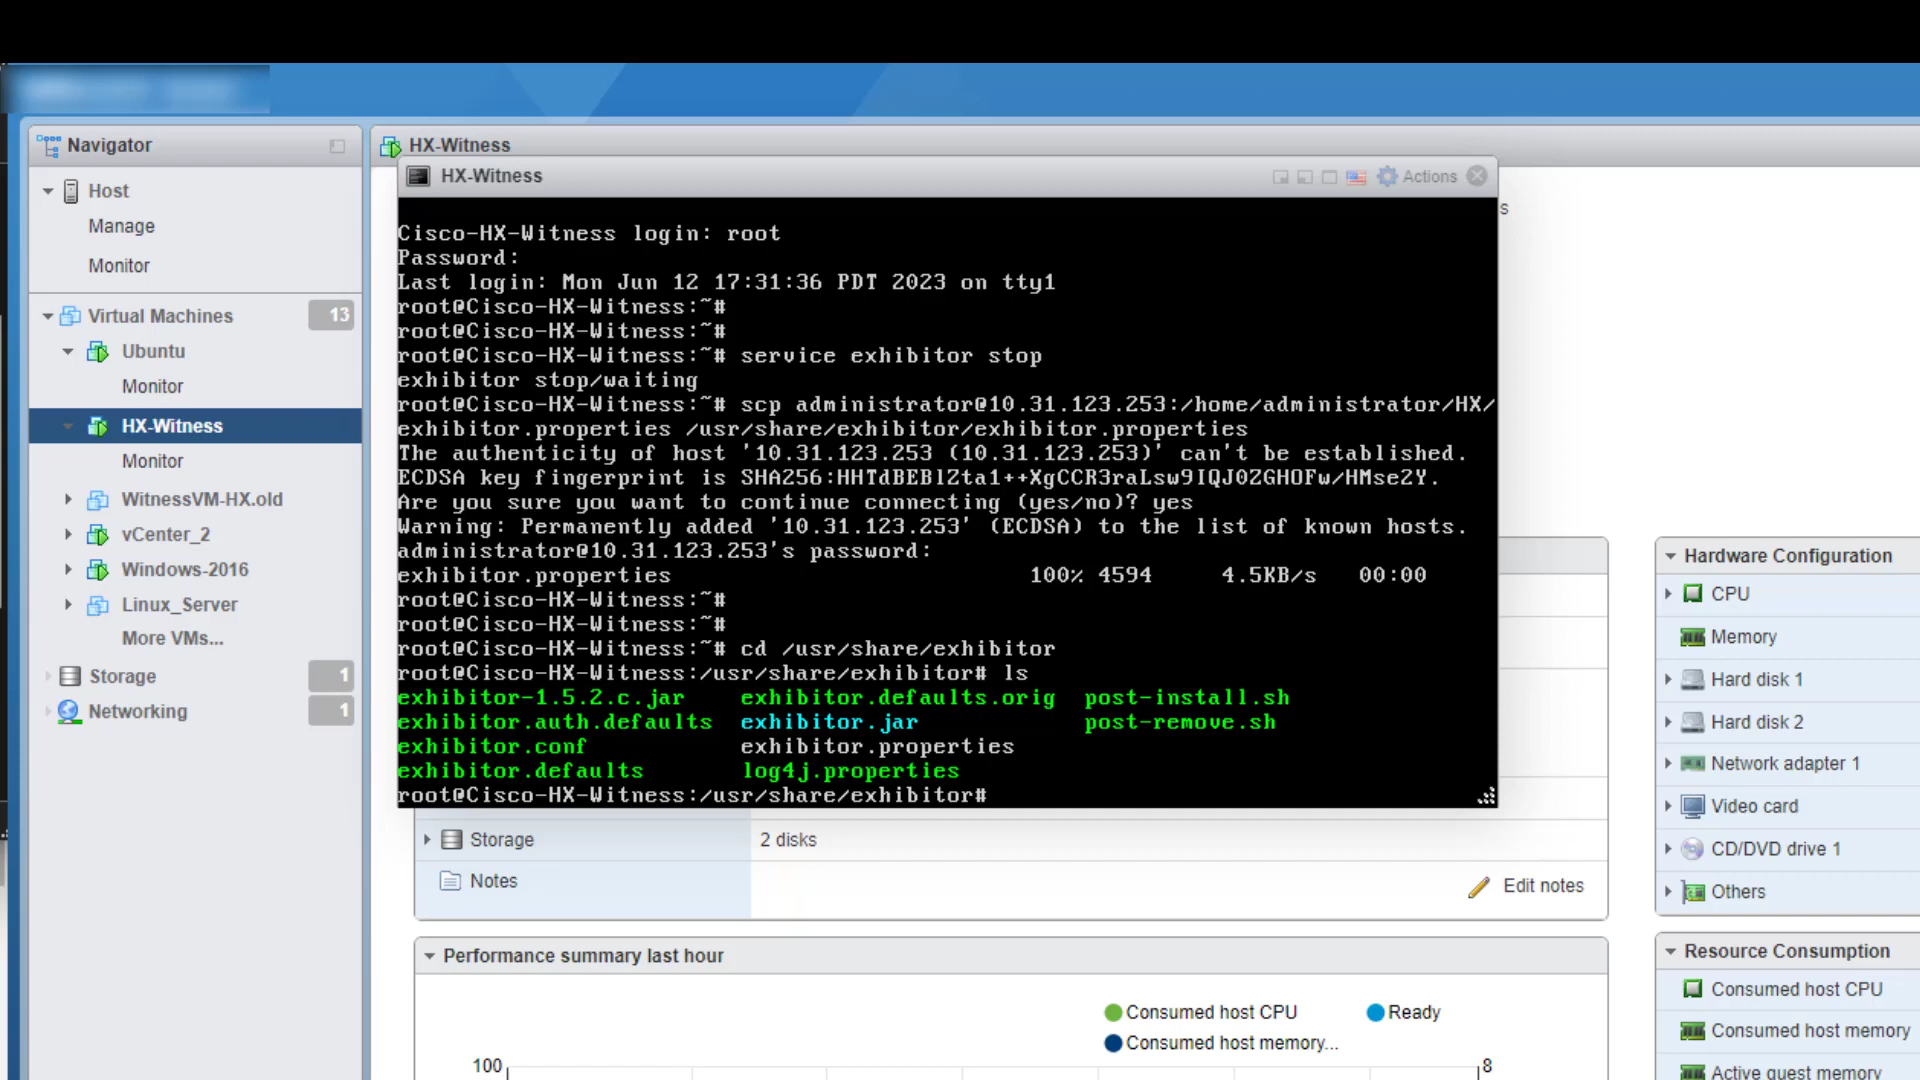 Navigator
Host
Manage
Monitor
Virtual Machines 13
Ubuntu
Monitor
HX-Witness
Monitor
WitnessVM-HX.old
vCenter_2
Windows-2016
Linux_Server
More VMs...
Storage 1
Networking 1
HX-Witness
HX-Witness
Actions
s
Cisco-HX-Witness login: root
Password:
Last login: Mon Jun 12 17:31:36 PDT 2023 on tty1
root@Cisco-HX-Witness:~#
root@Cisco-HX-Witness:~#
root@Cisco-HX-Witness:~# service exhibitor stop
exhibitor stop/waiting
root@Cisco-HX-Witness:~# scp administrator@10.31.123.253:/home/administrator/HX/
exhibitor.properties /usr/share/exhibitor/exhibitor.properties
The authenticity of host '10.31.123.253 (10.31.123.253)' can't be established.
ECDSA key fingerprint is SHA256:HHTdBEBlZta1++XgCCR3raLsw9IQJ0ZGHOFw/HMse2Y.
Are you sure you want to continue connecting (yes/no)? yes
Warning: Permanently added '10.31.123.253' (ECDSA) to the list of known hosts.
administrator@10.31.123.253's password:
exhibitor.properties 100% 4594 4.5KB/s 00:00
root@Cisco-HX-Witness:~#
root@Cisco-HX-Witness:~#
root@Cisco-HX-Witness:~# cd /usr/share/exhibitor
root@Cisco-HX-Witness:/usr/share/exhibitor# ls
exhibitor-1.5.2.c.jar exhibitor.defaults.orig post-install.sh
exhibitor.auth.defaults exhibitor.jar post-remove.sh
exhibitor.conf exhibitor.properties
exhibitor.defaults log4j.properties
root@Cisco-HX-Witness:/usr/share/exhibitor#
Storage 2 disks
Notes
Edit notes
Performance summary last hour
Consumed host CPU
Ready
Consumed host memory...
100
8
Hardware Configuration
CPU
Memory
Hard disk 1
Hard disk 2
Network adapter 1
Video card
CD/DVD drive 1
Others
Resource Consumption
Consumed host CPU
Consumed host memory
Active guest memory